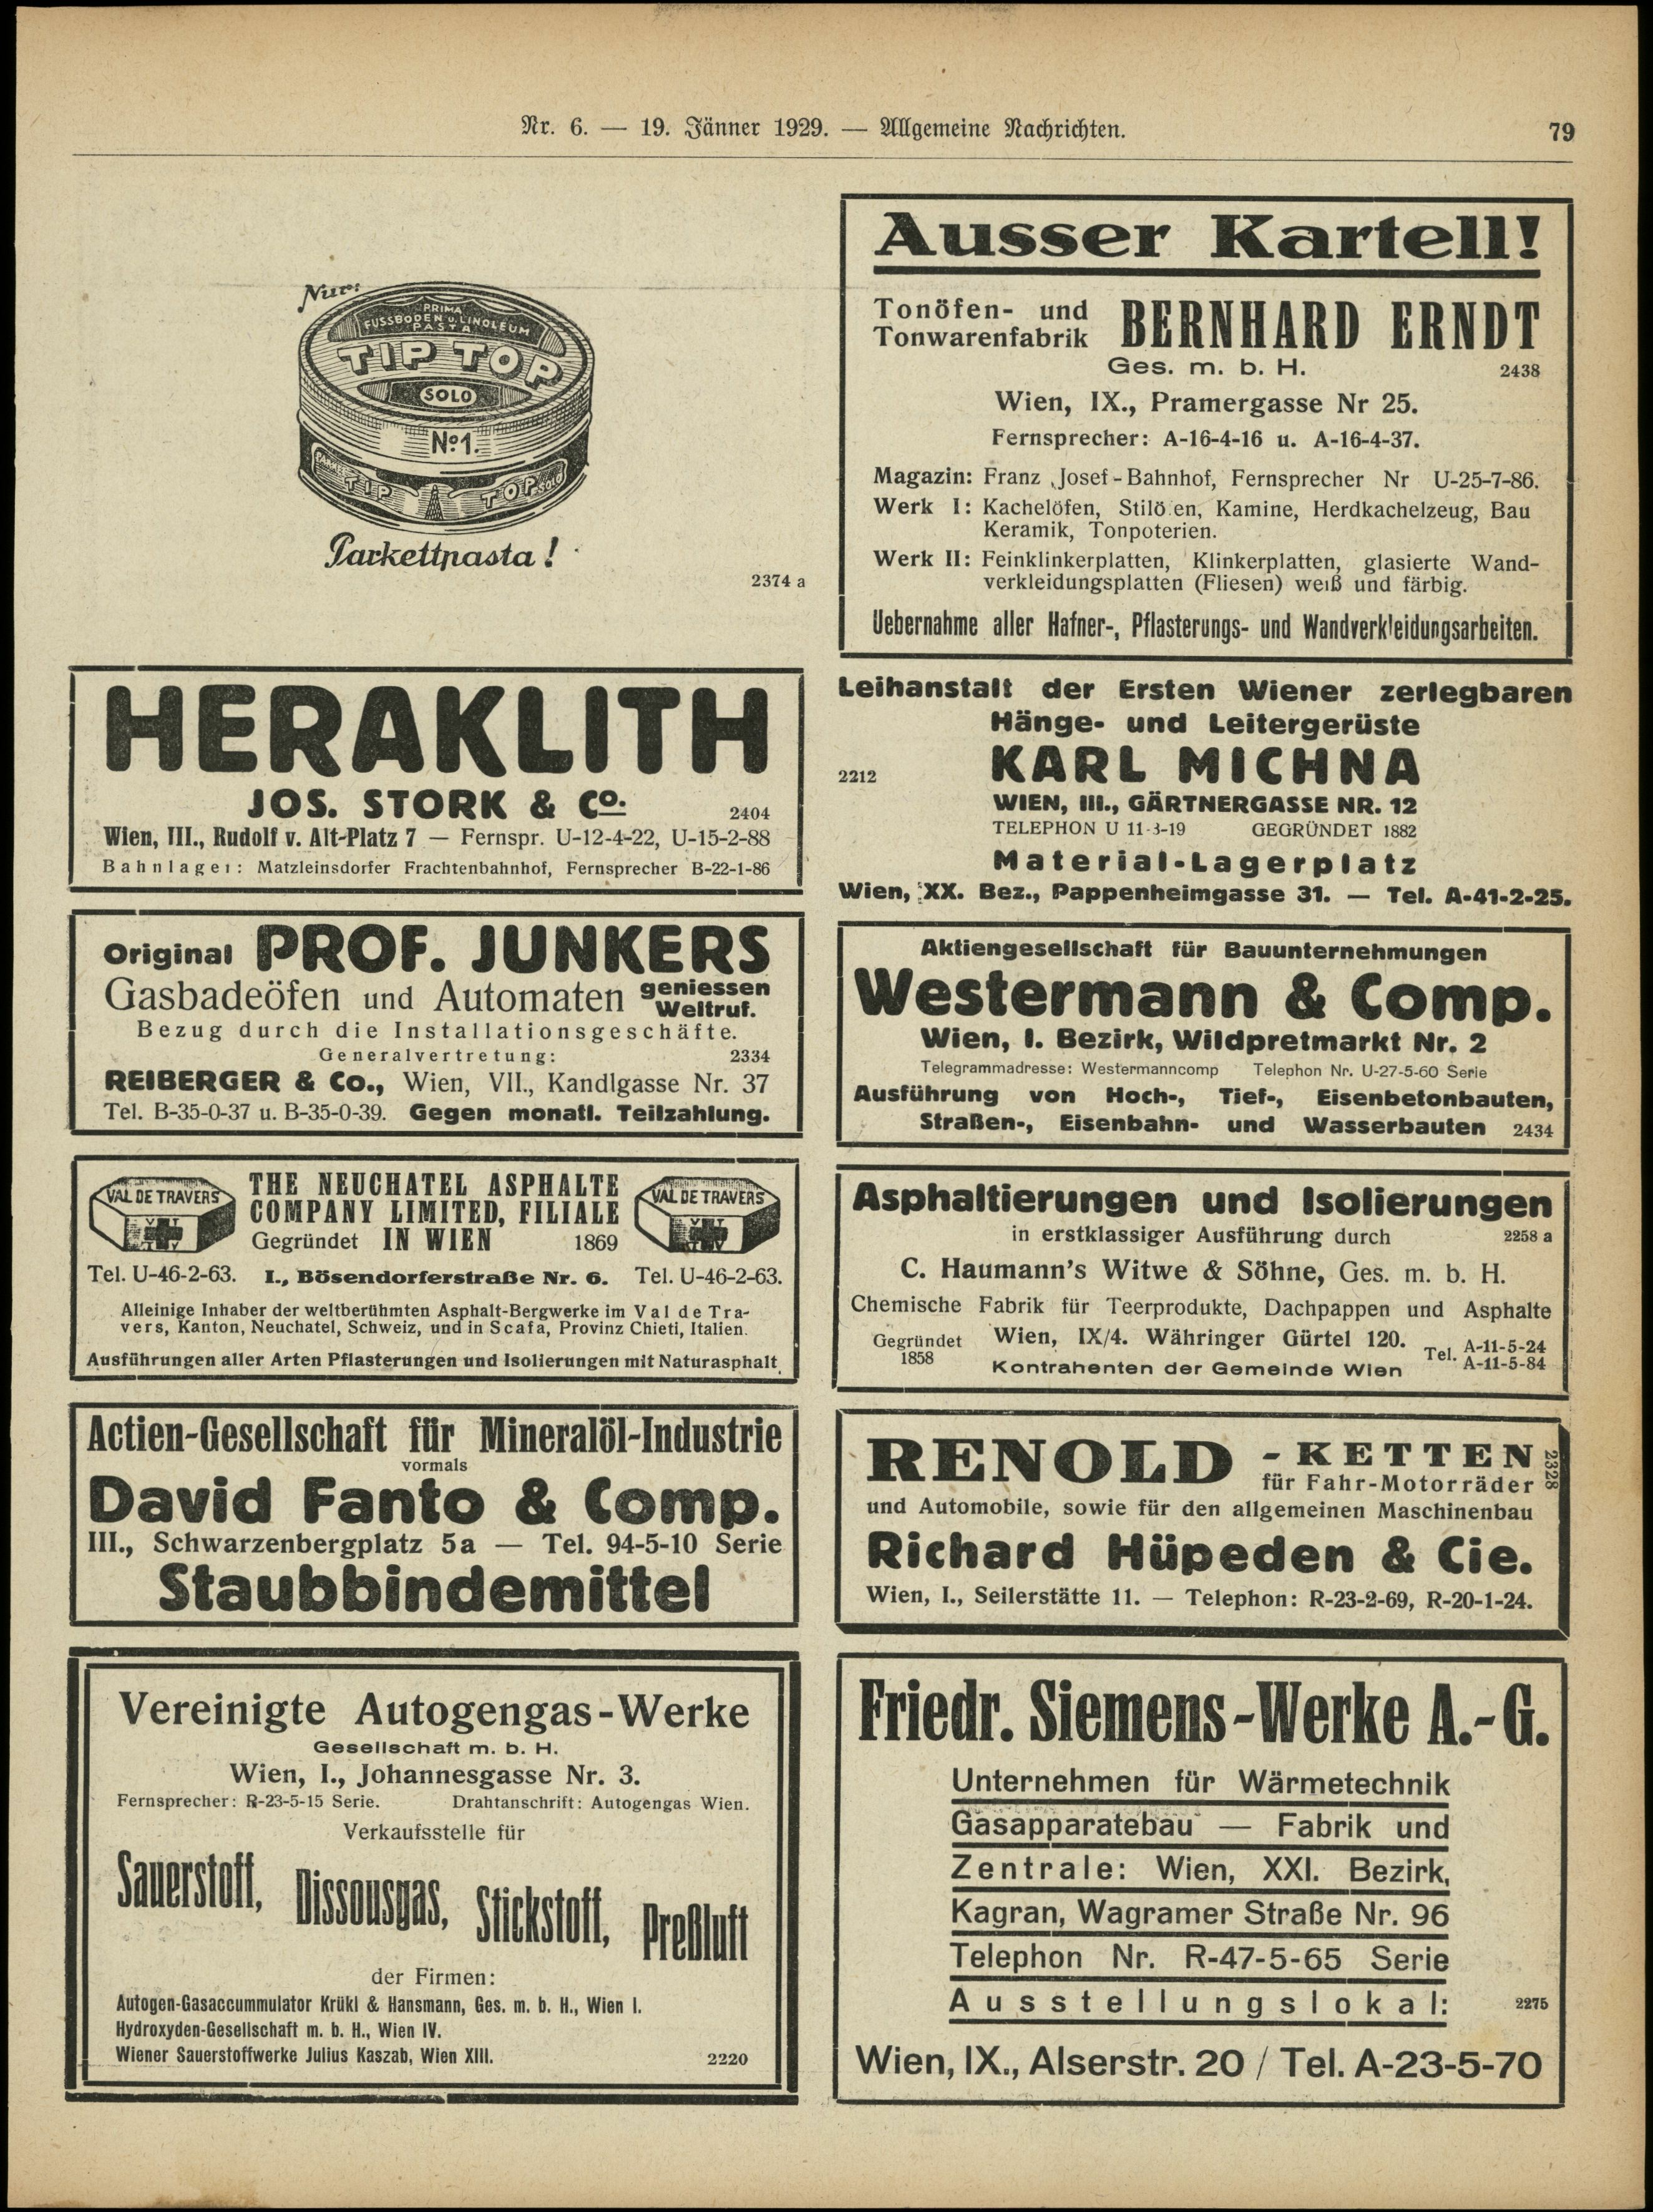 Nr. 6. — 19. Jänner 1929. — Allgemeine Nachrichten.
79
Nur:
PRIMA
FUSSBODEN u. LINOLEUM
PASTA
TIP TOP
SOLO
No 1.
TIP
TOP
SOLO
Parkettpasta!
2374 a
HERAKLITH
JOS. STORK & Co.
2404
Wien, III., Rudolf v. Alt-Platz 7 — Fernspr. U-12-4-22, U-15-2-88
Bahnlager: Matzleinsdorfer Frachtenbahnhof, Fernsprecher B-22-1-86
Original PROF. JUNKERS
Gasbadeöfen und Automaten geniessen
Weltruf.
Bezug durch die Installationsgeschäfte.
Generalvertretung: 2334
REIBERGER & Co., Wien, VII., Kandlgasse Nr. 37
Tel. B-35-0-37 u. B-35-0-39. Gegen monatl. Teilzahlung.
VAL DE TRAVERS
THE NEUCHATEL ASPHALTE
COMPANY LIMITED, FILIALE
Gegründet IN WIEN 1869
VAL DE TRAVERS
Tel. U-46-2-63. I., Bösendorferstraße Nr. 6. Tel. U-46-2-63.
Alleinige Inhaber der weltberühmten Asphalt-Bergwerke im Val de Tra-
vers, Kanton, Neuchatel, Schweiz, und in Scafa, Provinz Chieti, Italien.
Ausführungen aller Arten Pflasterungen und Isolierungen mit Naturasphalt
Actien-Gesellschaft für Mineralöl-Industrie
vormals
David Fanto & Comp.
III., Schwarzenbergplatz 5a — Tel. 94-5-10 Serie
Staubbindemittel
Vereinigte Autogengas-Werke
Gesellschaft m. b. H.
Wien, I., Johannesgasse Nr. 3.
Fernsprecher: R-23-5-15 Serie. Drahtanschrift: Autogengas Wien.
Verkaufsstelle für
Sauerstoff, Dissousgas, Stickstoff, Preßluft
der Firmen:
Autogen-Gasaccummulator Krükl & Hansmann, Ges. m. b. H., Wien I.
Hydroxyden-Gesellschaft m. b. H., Wien IV.
Wiener Sauerstoffwerke Julius Kaszab, Wien XIII.
2220
Ausser Kartell!
Tonöfen- und
Tonwarenfabrik BERNHARD ERNDT
Ges. m. b. H. 2438
Wien, IX., Pramergasse Nr 25.
Fernsprecher: A-16-4-16 u. A-16-4-37.
Magazin: Franz Josef-Bahnhof, Fernsprecher Nr U-25-7-86.
Werk I: Kachelöfen, Stilö en, Kamine, Herdkachelzeug, Bau
Keramik, Tonpoterien.
Werk II: Feinklinkerplatten, Klinkerplatten, glasierte Wand-
verkleidungsplatten (Fliesen) weiß und färbig.
Uebernahme aller Hafner-, Pflasterungs- und Wandverkleidungsarbeiten.
Leihanstalt der Ersten Wiener zerlegbaren
Hänge- und Leitergerüste
KARL MICHNA
2212
WIEN, III., GÄRTNERGASSE NR. 12
TELEPHON U 11-3-19 GEGRÜNDET 1882
Material-Lagerplatz
Wien, XX. Bez., Pappenheimgasse 31. — Tel. A-41-2-25.
Aktiengesellschaft für Bauunternehmungen
Westermann & Comp.
Wien, I. Bezirk, Wildpretmarkt Nr. 2
Telegrammadresse: Westermanncomp Telephon Nr. U-27-5-60 Serie
Ausführung von Hoch-, Tief-, Eisenbetonbauten,
Straßen-, Eisenbahn- und Wasserbauten 2434
Asphaltierungen und Isolierungen
in erstklassiger Ausführung durch 2258 a
C. Haumann's Witwe & Söhne, Ges. m. b. H.
Chemische Fabrik für Teerprodukte, Dachpappen und Asphalte
Gegründet
1858
Wien, IX/4. Währinger Gürtel 120.
Kontrahenten der Gemeinde Wien
Tel. A-11-5-24
A-11-5-84
RENOLD - KETTEN
für Fahr-Motorräder
2328
und Automobile, sowie für den allgemeinen Maschinenbau
Richard Hüpeden & Cie.
Wien, I., Seilerstätte 11. — Telephon: R-23-2-69, R-20-1-24.
Friedr. Siemens-Werke A.-G.
Unternehmen für Wärmetechnik
Gasapparatebau — Fabrik und
Zentrale: Wien, XXI. Bezirk,
Kagran, Wagramer Straße Nr. 96
Telephon Nr. R-47-5-65 Serie
Ausstellungslokal:
2275
Wien, IX., Alserstr. 20 / Tel. A-23-5-70